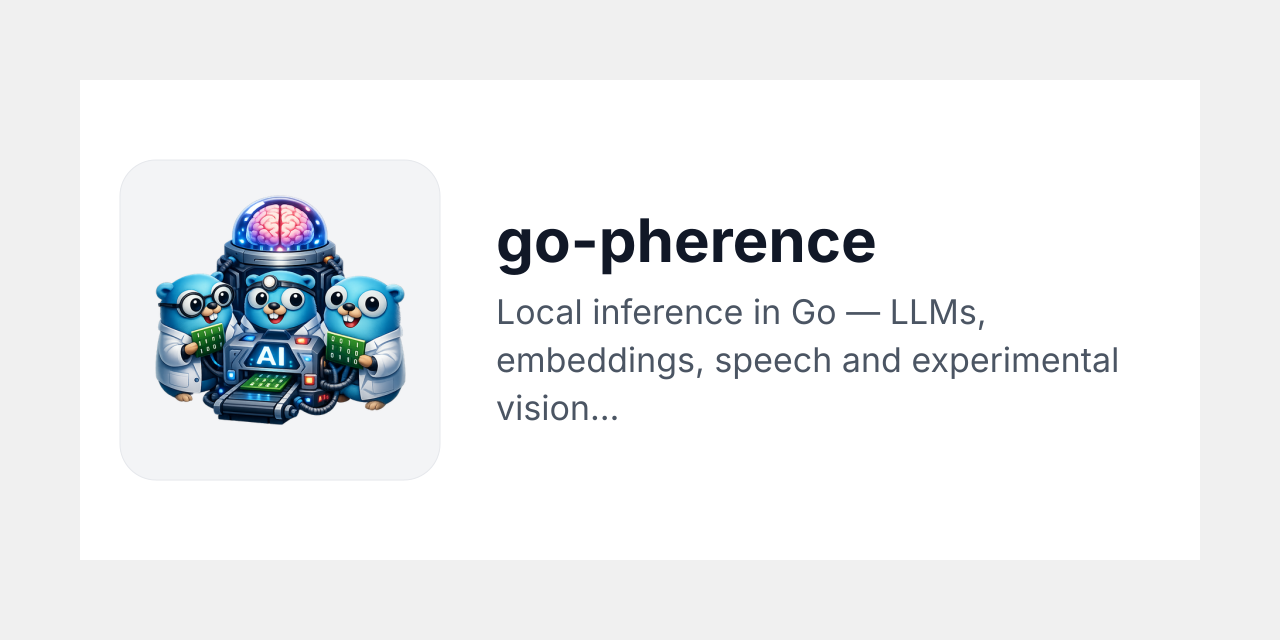 go-pherence
Local inference in Go — LLMs,
embeddings, speech and experimental
vision...
AI